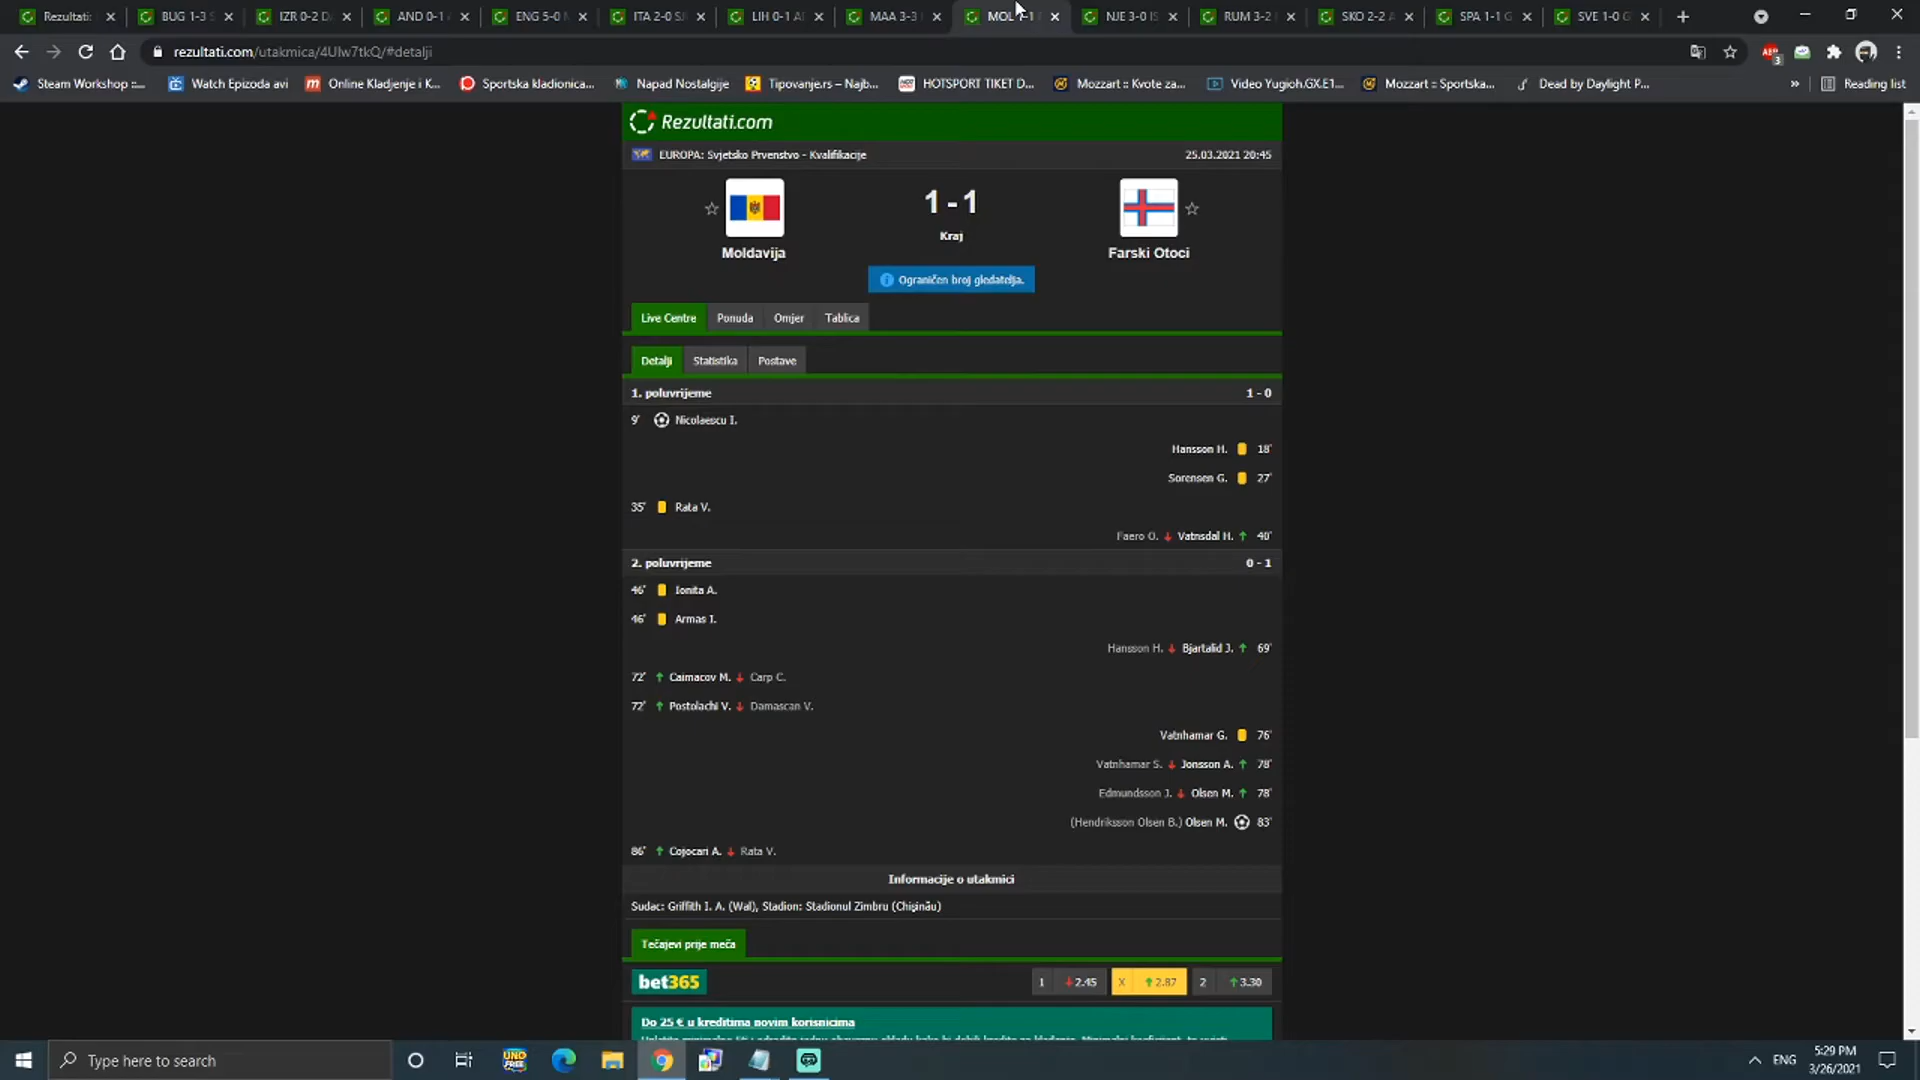 Rezultati: BUG 1-3 S IZR 0-2 D AND 0-1 ENG 5-0 ITA 2-0 S LIH 0-1 A MAA 3-3 MOL 1-1 NJE 3-0 IS RUM 3-2 SKO 2-2 A SPA 1-1 G SVE 1-0 G
rezultati.com/utakmica/4Ulw7tkQ/#detalji
Steam Workshop ::... Watch Epizoda avi Online Kladjenje i K... Sportska kladionica... Napad Nostalgije Tipovanje.rs – Najb... HOTSPORT TIKET D... Mozzart :: Kvote za... Video Yugioh.GX.E1... Mozzart :: Sportska... Dead by Daylight P... » Reading list
Rezultati.com
EUROPA: Svjetsko Prvenstvo - Kvalifikacije 25.03.2021 20:45
1 - 1
Kraj
Moldavija Farski Otoci
Ograničen broj gledatelja.
Live Centre Ponuda Omjer Tablica
Detalji Statistika Postave
1. poluvrijeme 1 - 0
9' Nicolaescu I.
Hansson H. 18'
Sorensen G. 27'
35' Rata V.
Faero O. Vatnsdal H. 40'
2. poluvrijeme 0 - 1
46' Ionita A.
46' Armas I.
Hansson H. Bjartalid J. 69'
72' Caimacov M. Carp C.
72' Postolachi V. Damascan V.
Vatnhamar G. 76'
Vatnhamar S. Jonsson A. 78'
Edmundsson J. Olsen M. 78'
(Hendriksson Olsen B.) Olsen M. 83'
86' Cojocari A. Rata V.
Informacije o utakmici
Sudac: Griffith I. A. (Wal), Stadion: Stadionul Zimbru (Chişinău)
Tečajevi prije meča
bet365 1 2.45 X 2.87 2 3.30
Do 25 € u kreditima novim korisnicima
Type here to search
UNO FREE
ENG
5:29 PM
3/26/2021